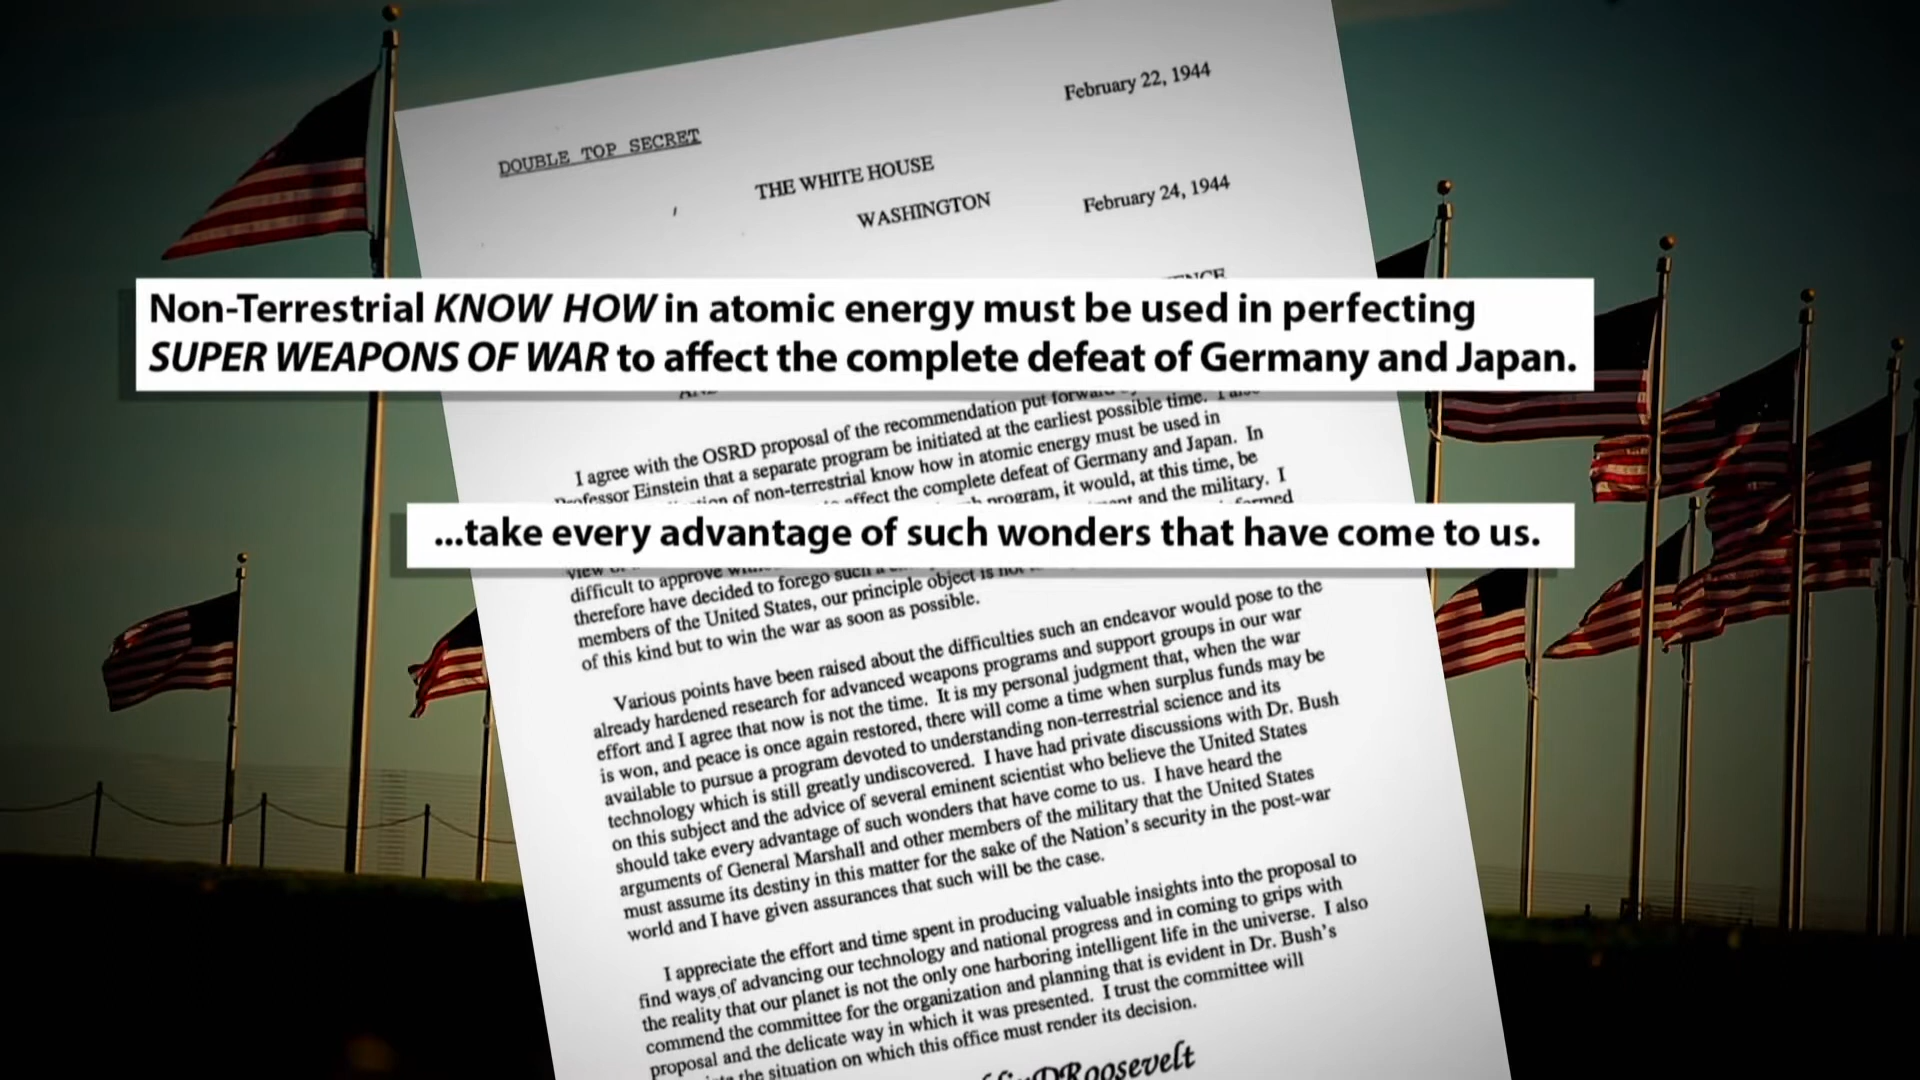 February 22, 1944
DOUBLE TOP SECRET
THE WHITE HOUSE
WASHINGTON
February 24, 1944
Non-Terrestrial KNOW HOW in atomic energy must be used in perfecting
SUPER WEAPONS OF WAR to affect the complete defeat of Germany and Japan.
I agree with the OSRD proposal of the recommendation put forward
Professor Einstein that a separate program be initiated at the earliest possible time. I also
of non-terrestrial know how in atomic energy must be used in
affect the complete defeat of Germany and Japan. In
program, it would, at this time, be
and the military. I
...take every advantage of such wonders that have come to us.
view
difficult to approve
therefore have decided to forego such a
members of the United States, our principle object is not
of this kind but to win the war as soon as possible.
Various points have been raised about the difficulties such an endeavor would pose to the
already hardened research for advanced weapons programs and support groups in our war
effort and I agree that now is not the time. It is my personal judgment that, when the war
is won, and peace is once again restored, there will come a time when surplus funds may be
available to pursue a program devoted to understanding non-terrestrial science and its
technology which is still greatly undiscovered. I have had private discussions with Dr. Bush
on this subject and the advice of several eminent scientist who believe the United States
should take every advantage of such wonders that have come to us. I have heard the
arguments of General Marshall and other members of the military that the United States
must assume its destiny in this matter for the sake of the Nation's security in the post-war
world and I have given assurances that such will be the case.
I appreciate the effort and time spent in producing valuable insights into the proposal to
find ways of advancing our technology and national progress and in coming to grips with
the reality that our planet is not the only one harboring intelligent life in the universe. I also
commend the committee for the organization and planning that is evident in Dr. Bush's
proposal and the delicate way in which it was presented. I trust the committee will
the situation on which this office must render its decision.
DRoosevelt